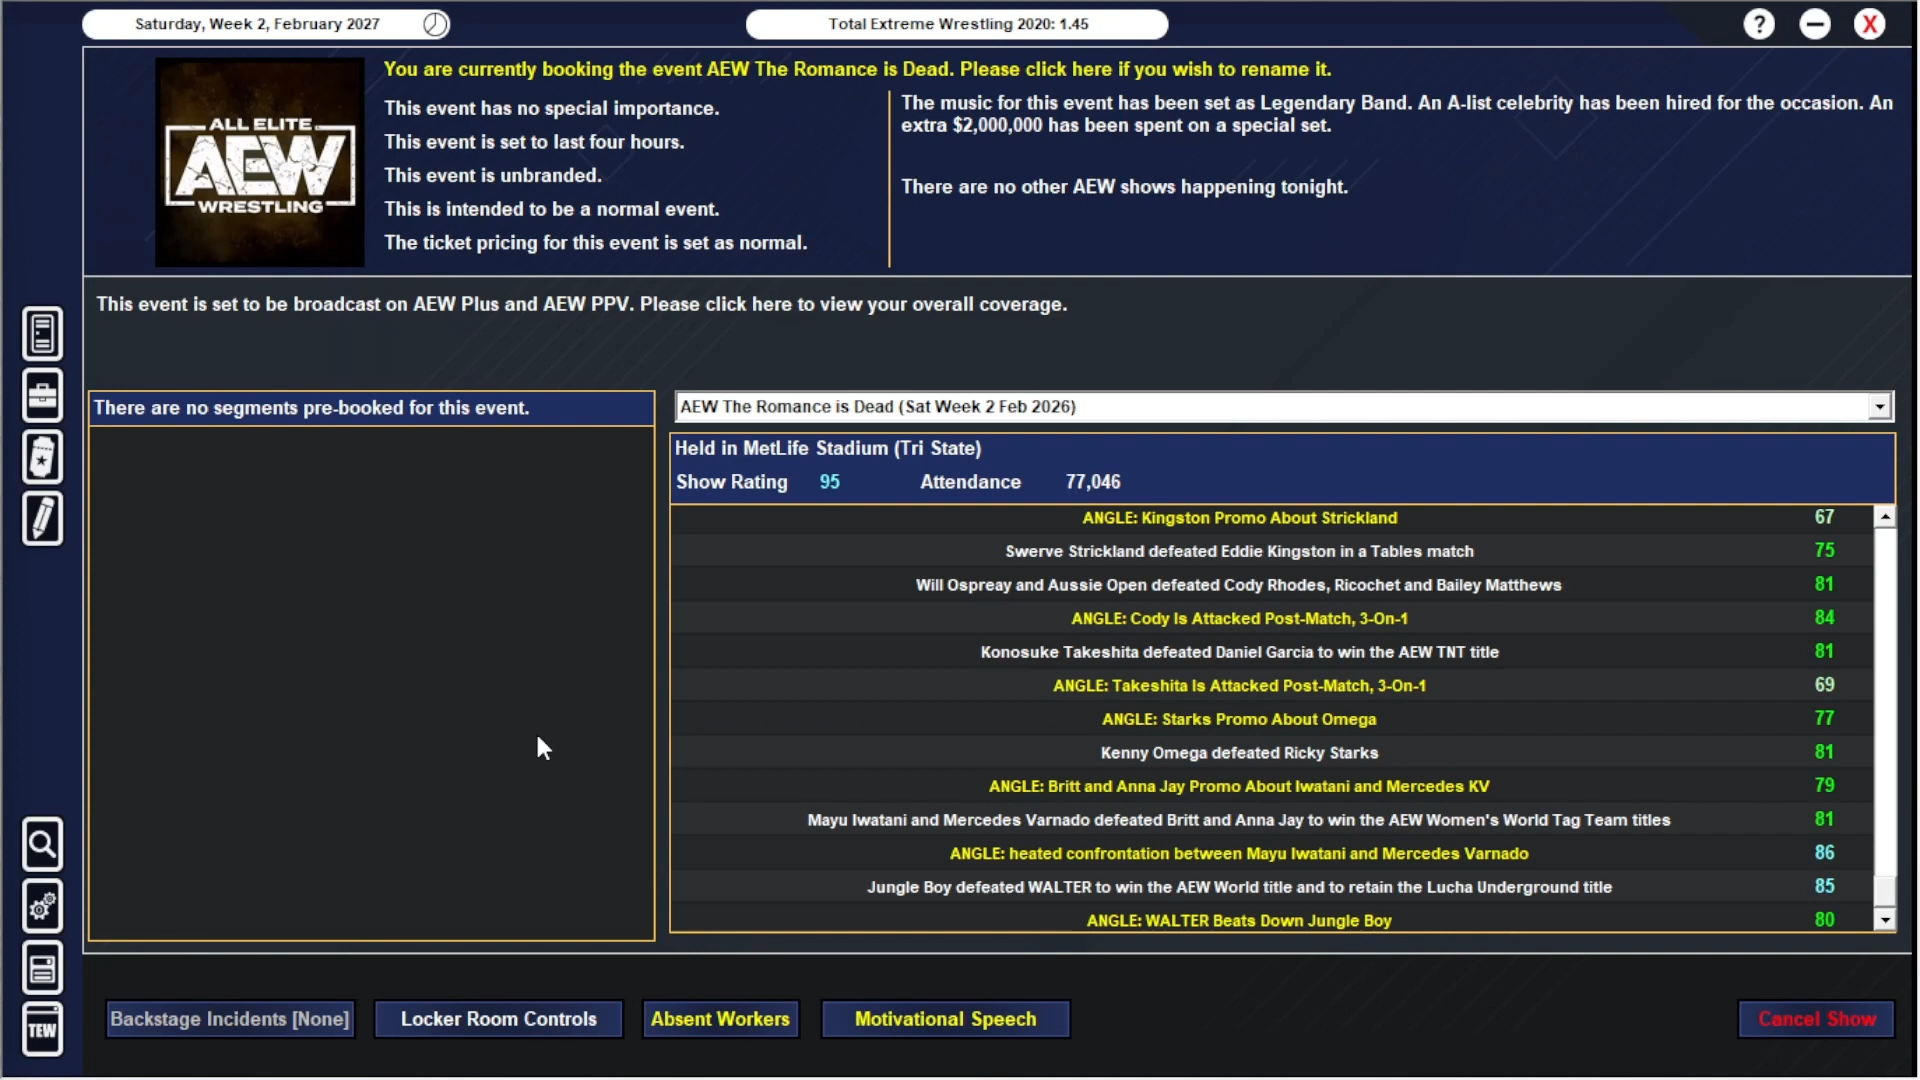 Saturday, Week 2, February 2027
Total Extreme Wrestling 2020: 1.45
?
X
ALL ELITE
AEW
WRESTLING
You are currently booking the event AEW The Romance is Dead. Please click here if you wish to rename it.
This event has no special importance.
This event is set to last four hours.
This event is unbranded.
This is intended to be a normal event.
The ticket pricing for this event is set as normal.
The music for this event has been set as Legendary Band. An A-list celebrity has been hired for the occasion. An
extra $2,000,000 has been spent on a special set.
There are no other AEW shows happening tonight.
This event is set to be broadcast on AEW Plus and AEW PPV. Please click here to view your overall coverage.
There are no segments pre-booked for this event.
AEW The Romance is Dead (Sat Week 2 Feb 2026)
Held in MetLife Stadium (Tri State)
Show Rating 95 Attendance 77,046
ANGLE: Kingston Promo About Strickland 67
Swerve Strickland defeated Eddie Kingston in a Tables match 75
Will Ospreay and Aussie Open defeated Cody Rhodes, Ricochet and Bailey Matthews 81
ANGLE: Cody Is Attacked Post-Match, 3-On-1 84
Konosuke Takeshita defeated Daniel Garcia to win the AEW TNT title 81
ANGLE: Takeshita Is Attacked Post-Match, 3-On-1 69
ANGLE: Starks Promo About Omega 77
Kenny Omega defeated Ricky Starks 81
ANGLE: Britt and Anna Jay Promo About Iwatani and Mercedes KV 79
Mayu Iwatani and Mercedes Varnado defeated Britt and Anna Jay to win the AEW Women's World Tag Team titles 81
ANGLE: heated confrontation between Mayu Iwatani and Mercedes Varnado 86
Jungle Boy defeated WALTER to win the AEW World title and to retain the Lucha Underground title 85
ANGLE: WALTER Beats Down Jungle Boy 80
TEW
Backstage Incidents [None]
Locker Room Controls
Absent Workers
Motivational Speech
Cancel Show